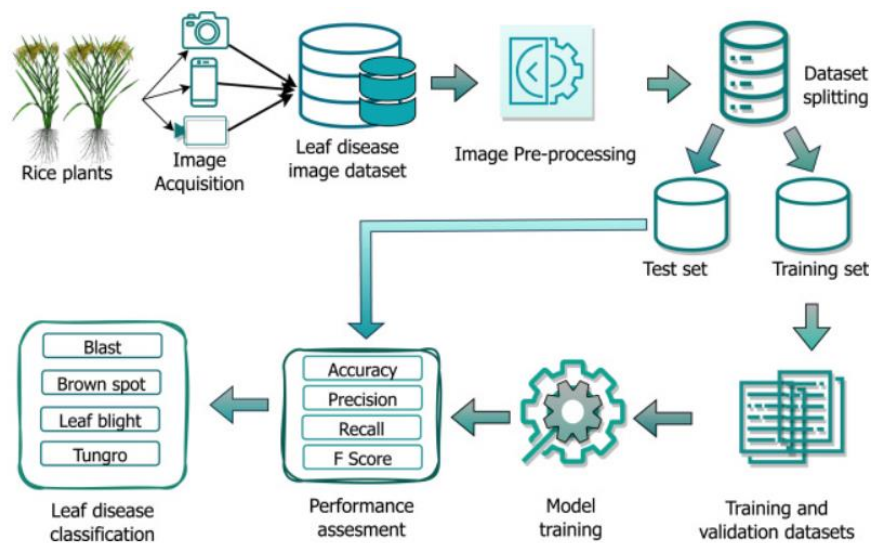 Rice plants
Image
Acquisition
Leaf disease
image dataset
Image Pre-processing
Dataset
splitting
Test set
Training set
Training and
validation datasets
Model
training
Accuracy
Precision
Recall
F Score
Performance
assesment
Blast
Brown spot
Leaf blight
Tungro
Leaf disease
classification